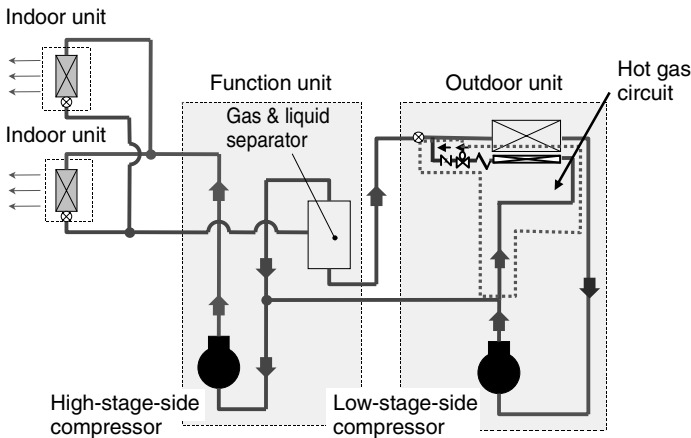 Indoor unit
Indoor unit
Function unit
Gas & liquid
separator
Outdoor unit
Hot gas
circuit
High-stage-side
compressor
Low-stage-side
compressor